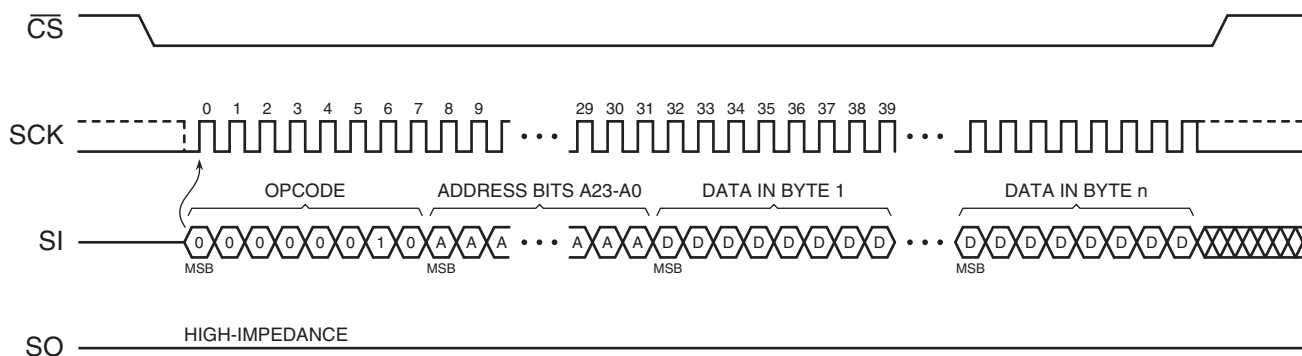 CS
0 1 2 3 4 5 6 7 8 9 29 30 31 32 33 34 35 36 37 38 39
SCK
OPCODE ADDRESS BITS A23-A0 DATA IN BYTE 1 DATA IN BYTE n
SI 0 0 0 0 0 0 1 0 A A A A A A D D D D D D D D D D D D D D D D
MSB MSB MSB MSB
HIGH-IMPEDANCE
SO